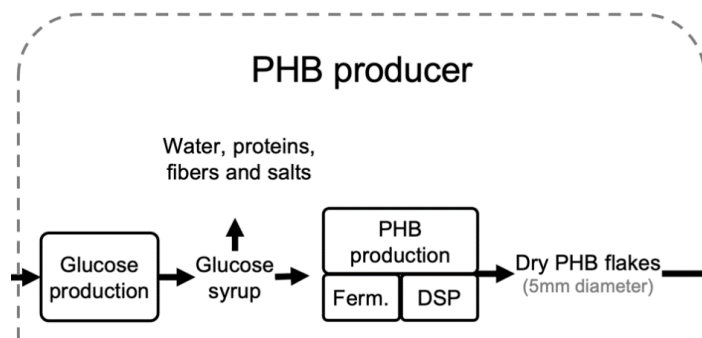 PHB producer
Water, proteins,
fibers and salts
Glucose
production
Glucose
syrup
PHB
production
Ferm.
DSP
Dry PHB flakes
(5mm diameter)